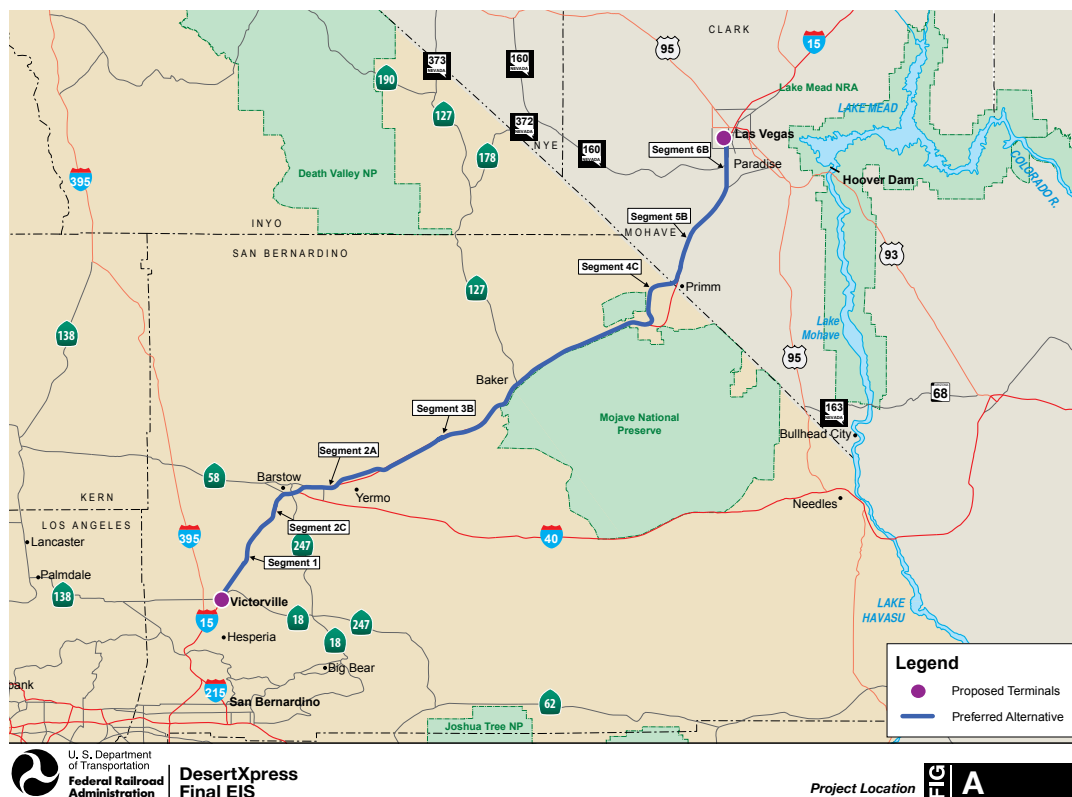 CLARK
95
15
373
NEVADA
160
NEVADA
190
127
Lake Mead NRA
LAKE MEAD
372
NEVADA
NYE
Las Vegas
178
160
NEVADA
Segment 6B
Paradise
COLORADO R.
395
Death Valley NP
Hoover Dam
INYO
Segment 5B
MOHAVE
SAN BERNARDINO
93
Segment 4C
127
Primm
138
Lake
Mohave
95
Baker
68
Segment 3B
Mojave National
Preserve
163
NEVADA
Bullhead City
Segment 2A
58
Barstow
Yermo
KERN
Needles
LOS ANGELES
Segment 2C
Lancaster
395
40
247
Segment 1
Palmdale
138
Victorville
LAKE
HAVASU
15
18
247
Hesperia
18
Big Bear
bank
215
San Bernardino
62
Joshua Tree NP
Legend
Proposed Terminals
Preferred Alternative
U. S. Department
of Transportation
Federal Railroad
Administration
DesertXpress
Final EIS
Project Location
FIG
A